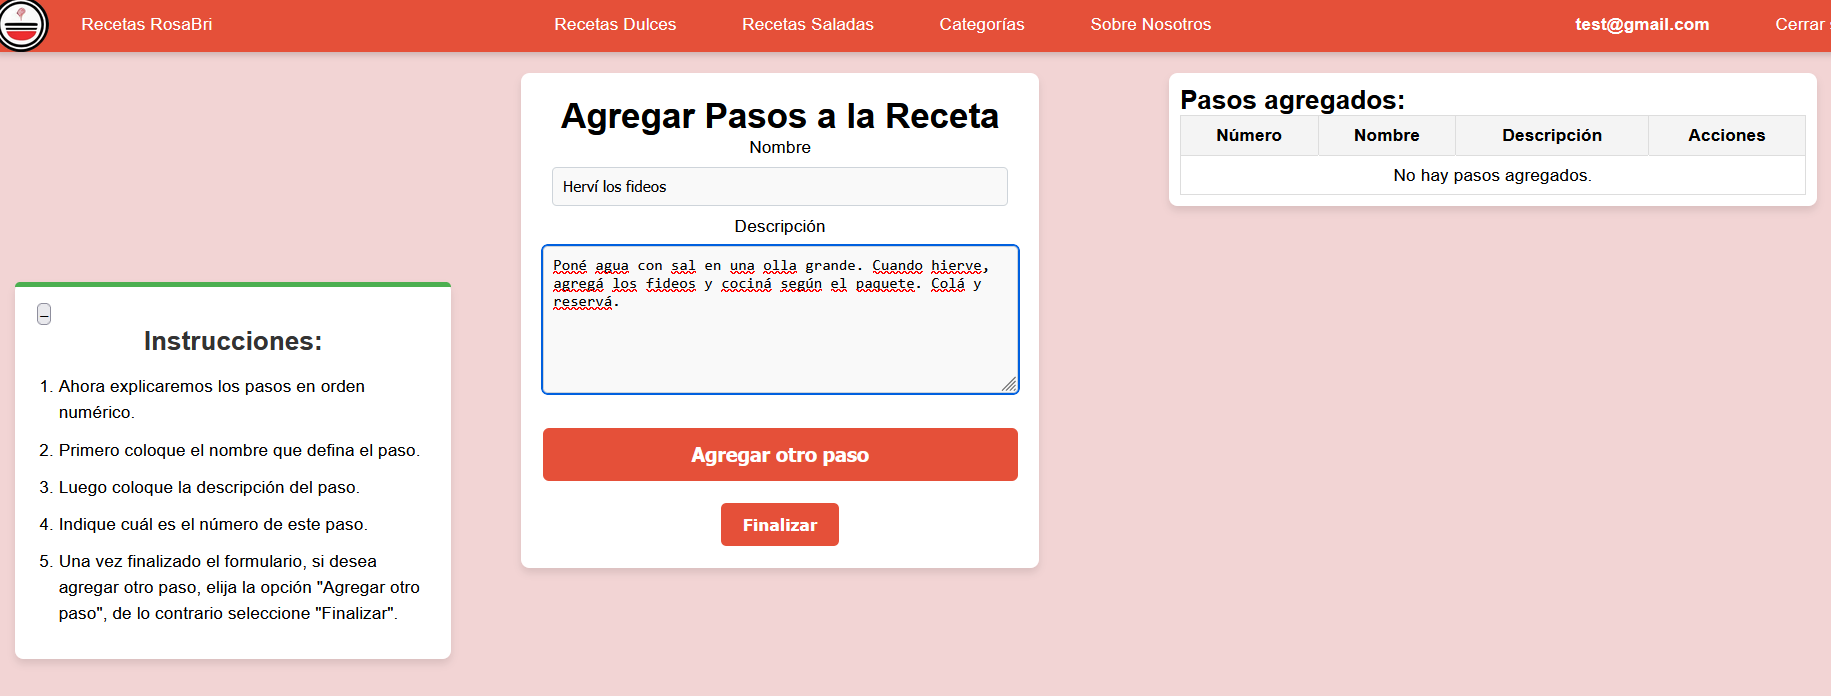 Recetas RosaBri
Recetas Dulces
Recetas Saladas
Categorías
Sobre Nosotros
test@gmail.com
Cerrar
Agregar Pasos a la Receta
Nombre
Herví los fideos
Descripción
Poné agua con sal en una olla grande. Cuando hierve,
agregá los fideos y cociná según el paquete. Colá y
reservá.
Agregar otro paso
Finalizar
Pasos agregados:
Número Nombre Descripción Acciones
No hay pasos agregados.
–
Instrucciones:
1. Ahora explicaremos los pasos en orden
numérico.
2. Primero coloque el nombre que defina el paso.
3. Luego coloque la descripción del paso.
4. Indique cuál es el número de este paso.
5. Una vez finalizado el formulario, si desea
agregar otro paso, elija la opción "Agregar otro
paso", de lo contrario seleccione "Finalizar".